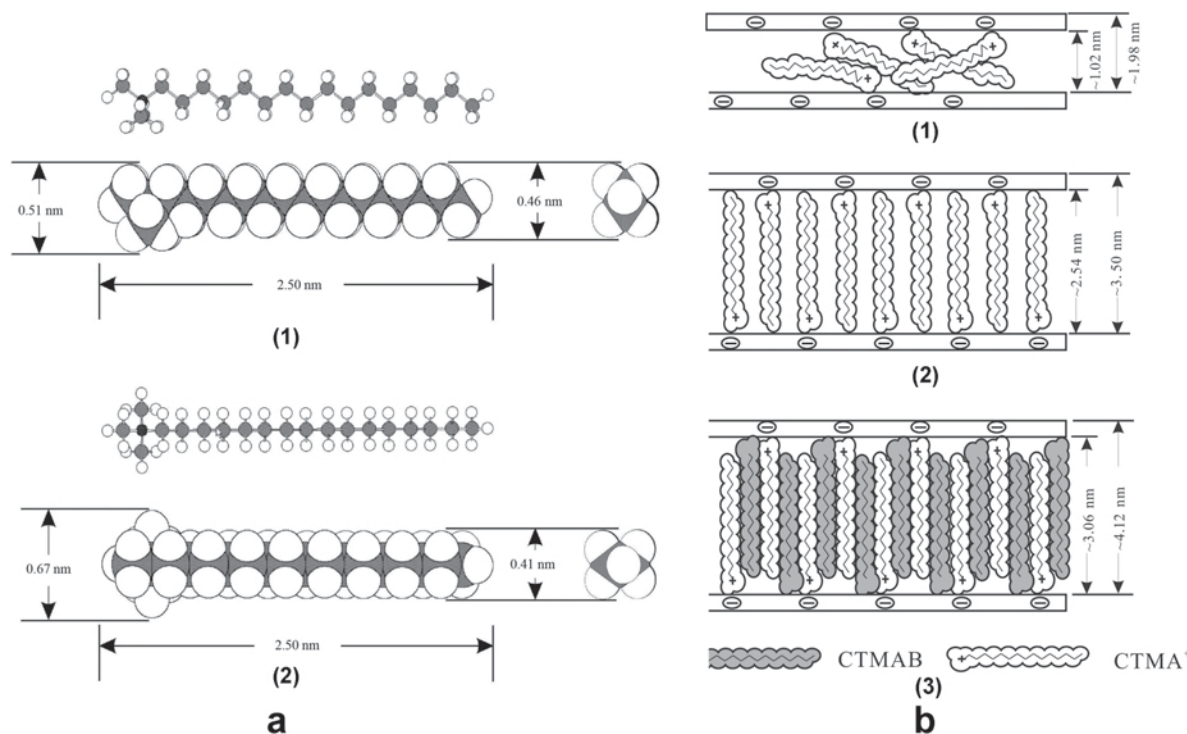 0.51 nm
0.46 nm
2.50 nm
(1)
0.67 nm
0.41 nm
2.50 nm
(2)
a
~1.02 nm
~1.98 nm
(1)
~2.54 nm
~3.50 nm
(2)
~3.06 nm
~4.12 nm
CTMAB
CTMA+
(3)
b